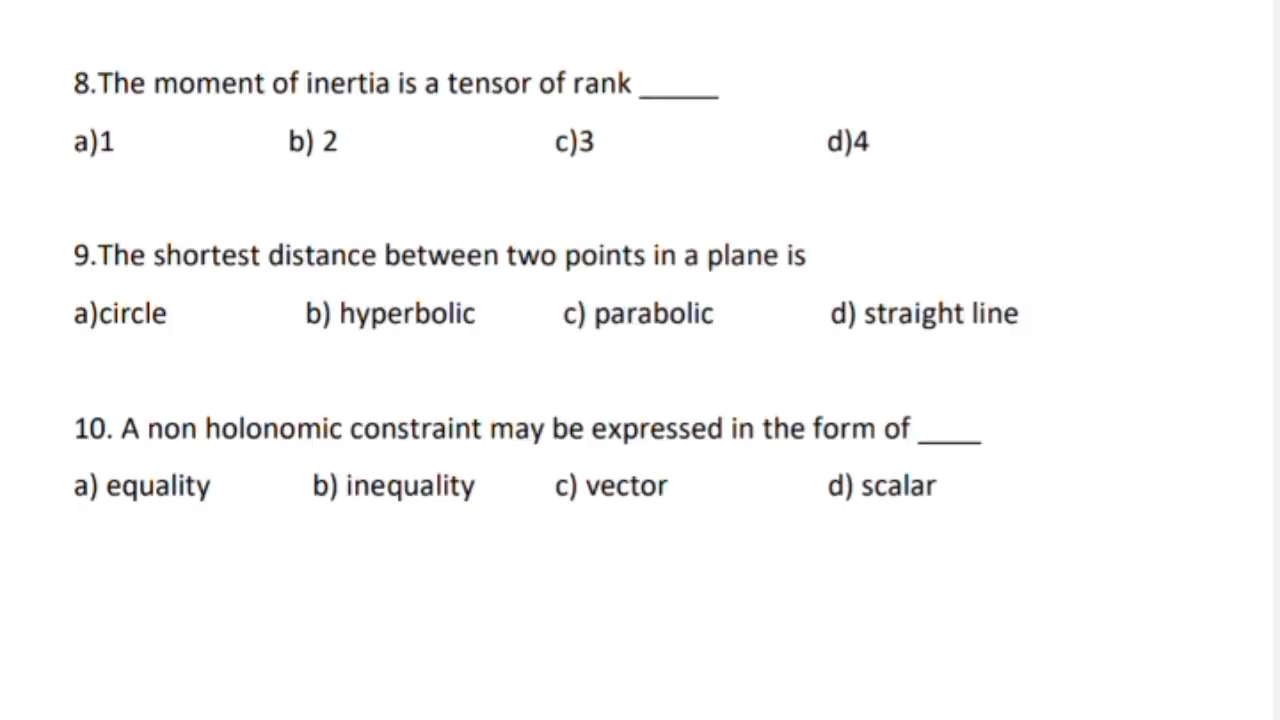 8.The moment of inertia is a tensor of rank _____
a)1 b) 2 c)3 d)4
9.The shortest distance between two points in a plane is
a)circle b) hyperbolic c) parabolic d) straight line
10. A non holonomic constraint may be expressed in the form of ____
a) equality b) inequality c) vector d) scalar